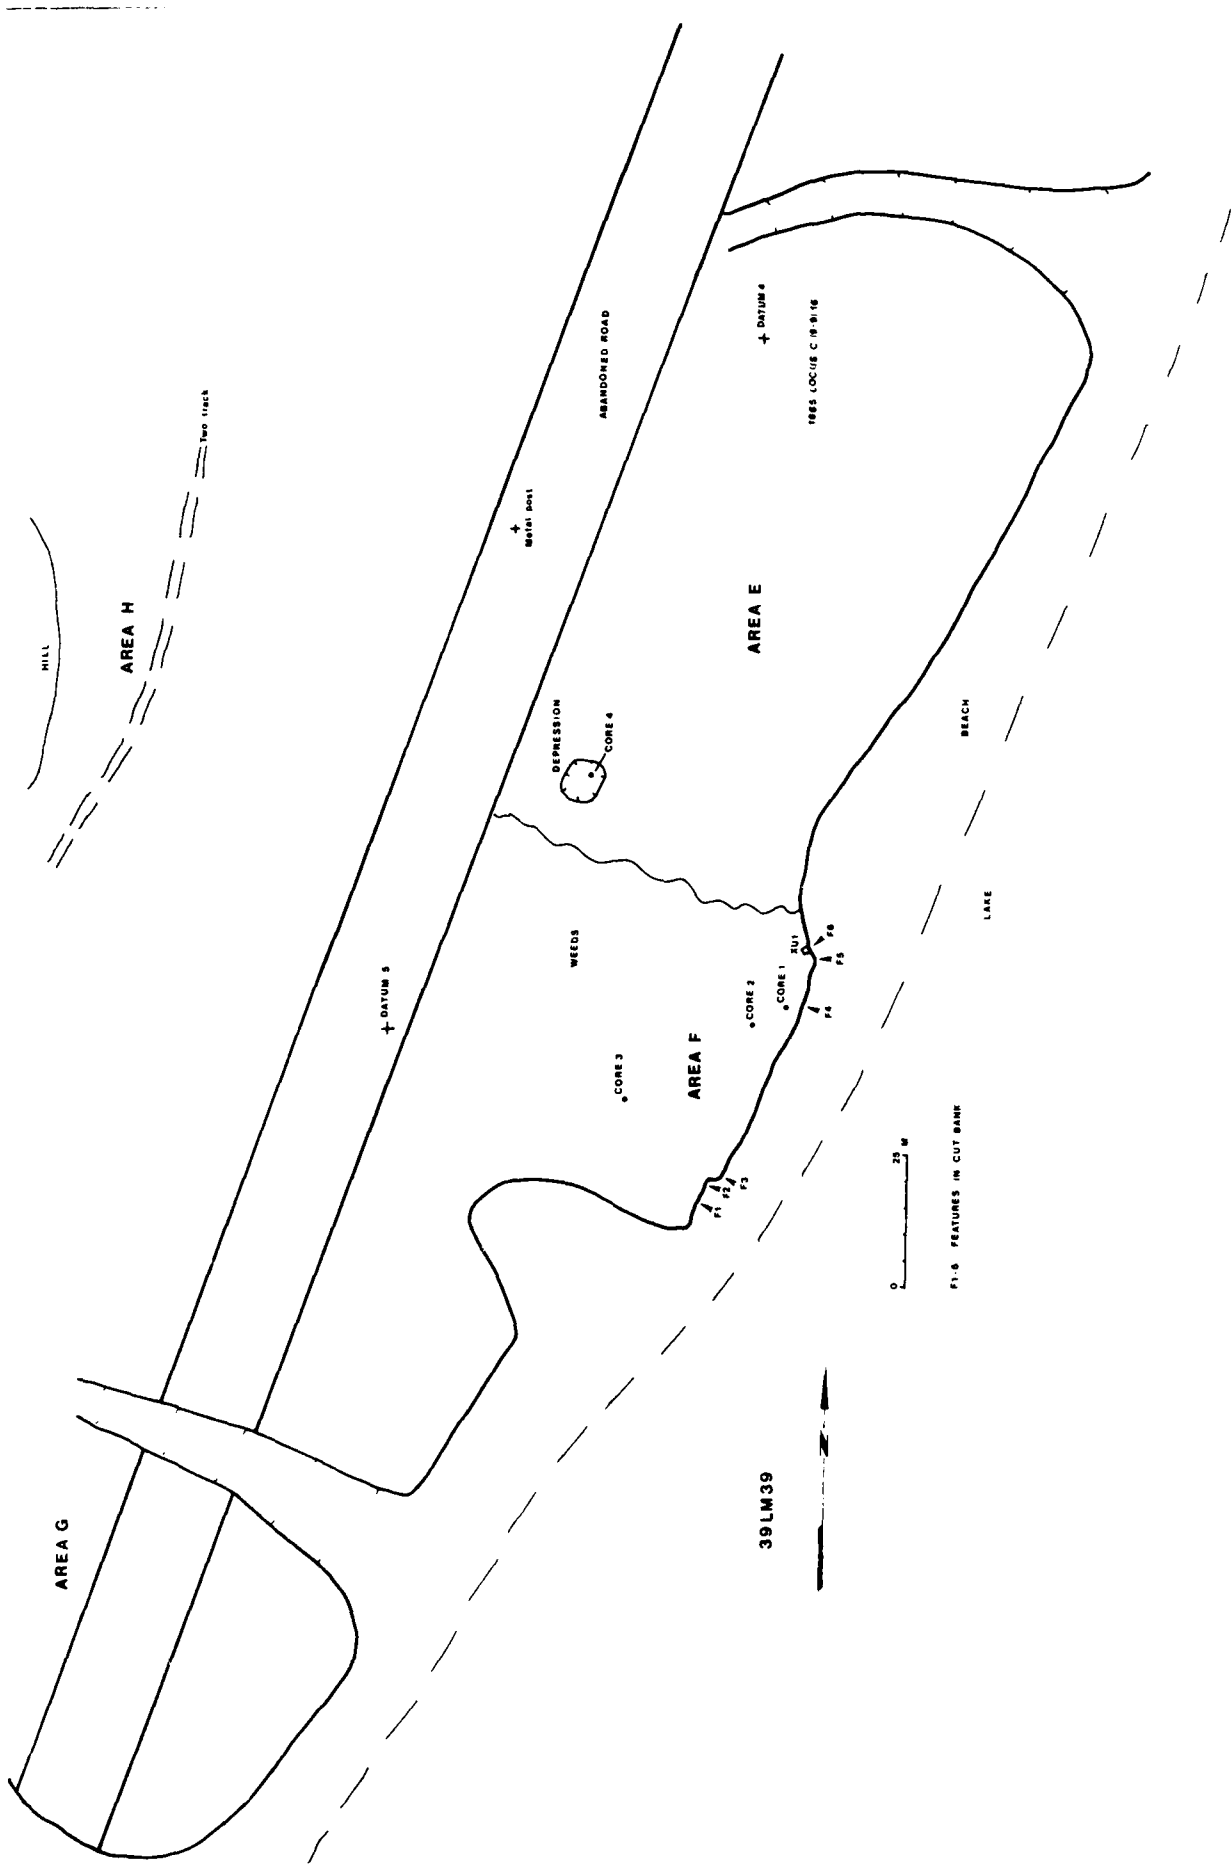 HILL
AREA H
Two track
AREA G
ABANDONED ROAD
Metal post
DATUM 5
DATUM 4
1865 LOCUS C
AREA E
DEPRESSION
CORE 4
WEEDS
CORE 3
CORE 2
CORE 1
AREA F
XU1
F1
F2
F3
F4
F5
F6
BEACH
LAKE
39LM39
N
0 25 M
F1-6 FEATURES IN CUT BANK